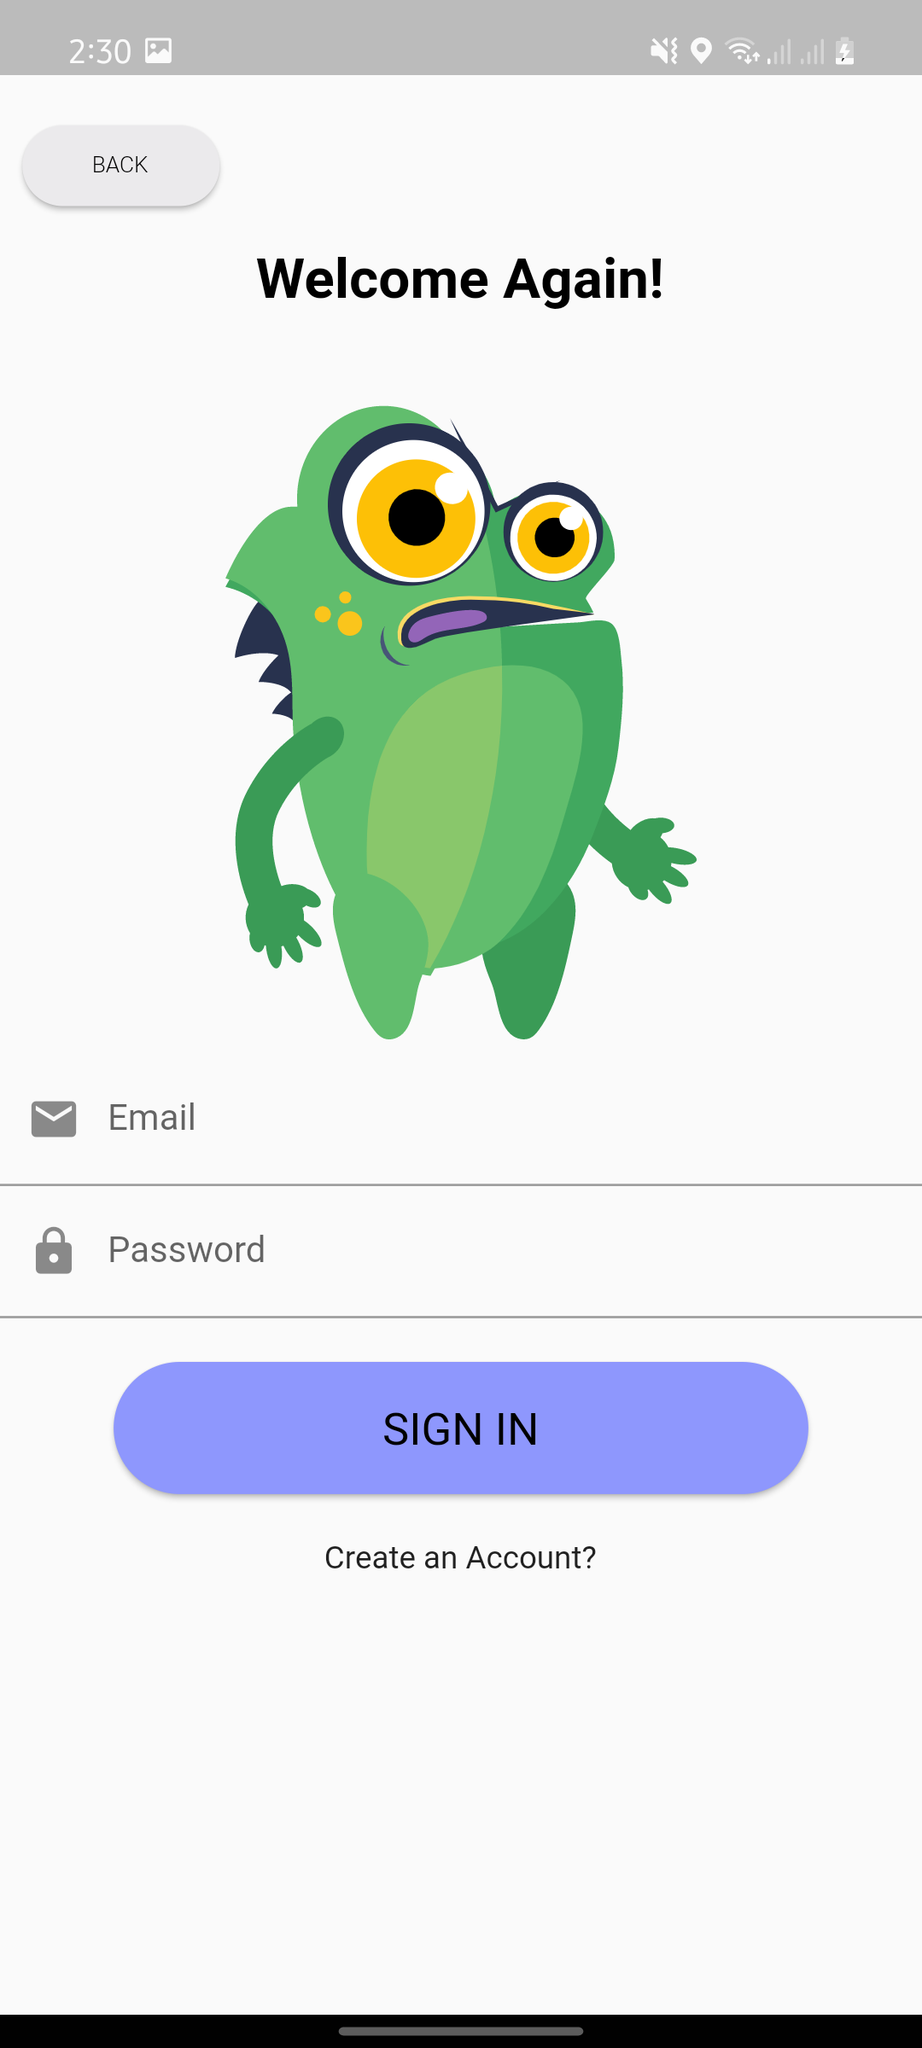 2:30
BACK
Welcome Again!
Email
Password
SIGN IN
Create an Account?